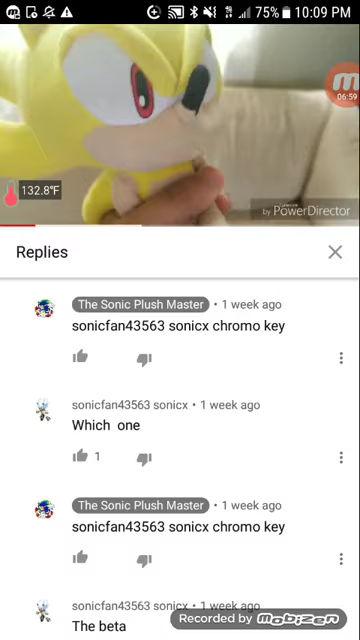 75% 10:09 PM
06:59
132.8°F
by PowerDirector
Replies
The Sonic Plush Master • 1 week ago
sonicfan43563 sonicx chromo key
sonicfan43563 sonicx • 1 week ago
Which one
1
The Sonic Plush Master • 1 week ago
sonicfan43563 sonicx chromo key
sonicfan43563 sonicx • 1 week ago
The beta
Recorded by mobizen